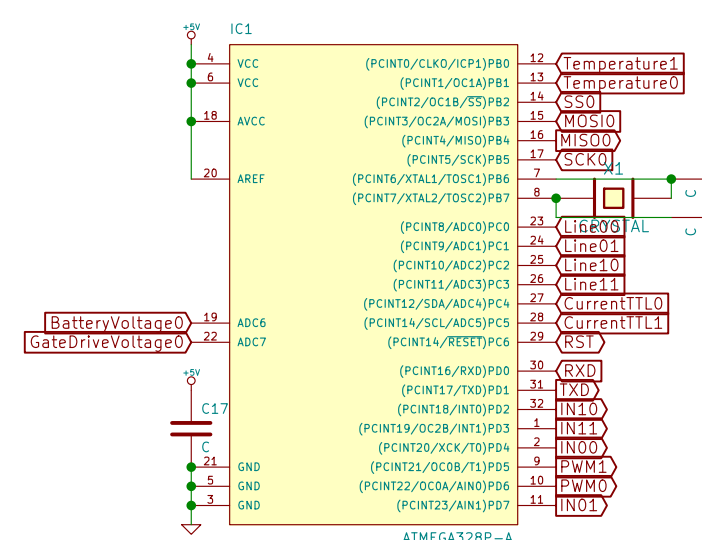 +5V
IC1
4 VCC (PCINT0/CLKO/ICP1)PB0 12 Temperature1
6 VCC (PCINT1/OC1A)PB1 13 Temperature0
(PCINT2/OC1B/SS)PB2 14 SS0
18 AVCC (PCINT3/OC2A/MOSI)PB3 15 MOSI0
(PCINT4/MISO)PB4 16 MISO0
(PCINT5/SCK)PB5 17 SCK0
X1
20 AREF (PCINT6/XTAL1/TOSC1)PB6 7
(PCINT7/XTAL2/TOSC2)PB7 8
C
(PCINT8/ADC0)PC0 23 Line00
CRYSTAL
C
(PCINT9/ADC1)PC1 24 Line01
(PCINT10/ADC2)PC2 25 Line10
(PCINT11/ADC3)PC3 26 Line11
(PCINT12/SDA/ADC4)PC4 27 CurrentTTL0
BatteryVoltage0 19 ADC6 (PCINT14/SCL/ADC5)PC5 28 CurrentTTL1
GateDriveVoltage0 22 ADC7 (PCINT14/RESET)PC6 29 RST
+5V
(PCINT16/RXD)PD0 30 RXD
(PCINT17/TXD)PD1 31 TXD
C17 (PCINT18/INT0)PD2 32 IN10
(PCINT19/OC2B/INT1)PD3 1 IN11
C (PCINT20/XCK/T0)PD4 2 IN00
21 GND (PCINT21/OC0B/T1)PD5 9 PWM1
5 GND (PCINT22/OC0A/AIN0)PD6 10 PWM0
3 GND (PCINT23/AIN1)PD7 11 IN01
ATMEGA328P-A